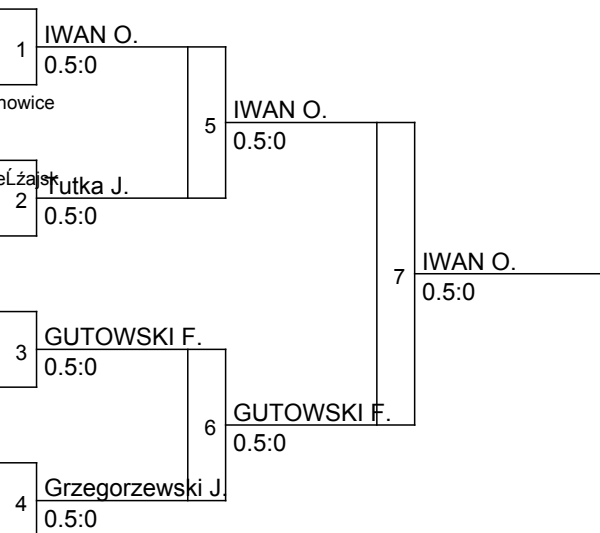 1 IWAN O.
0.5:0
nowice
5 IWAN O.
0.5:0
eĹźajsk
2 Tutka J.
0.5:0
7 IWAN O.
0.5:0
3 GUTOWSKI F.
0.5:0
6 GUTOWSKI F.
0.5:0
4 Grzegorzewski J.
0.5:0